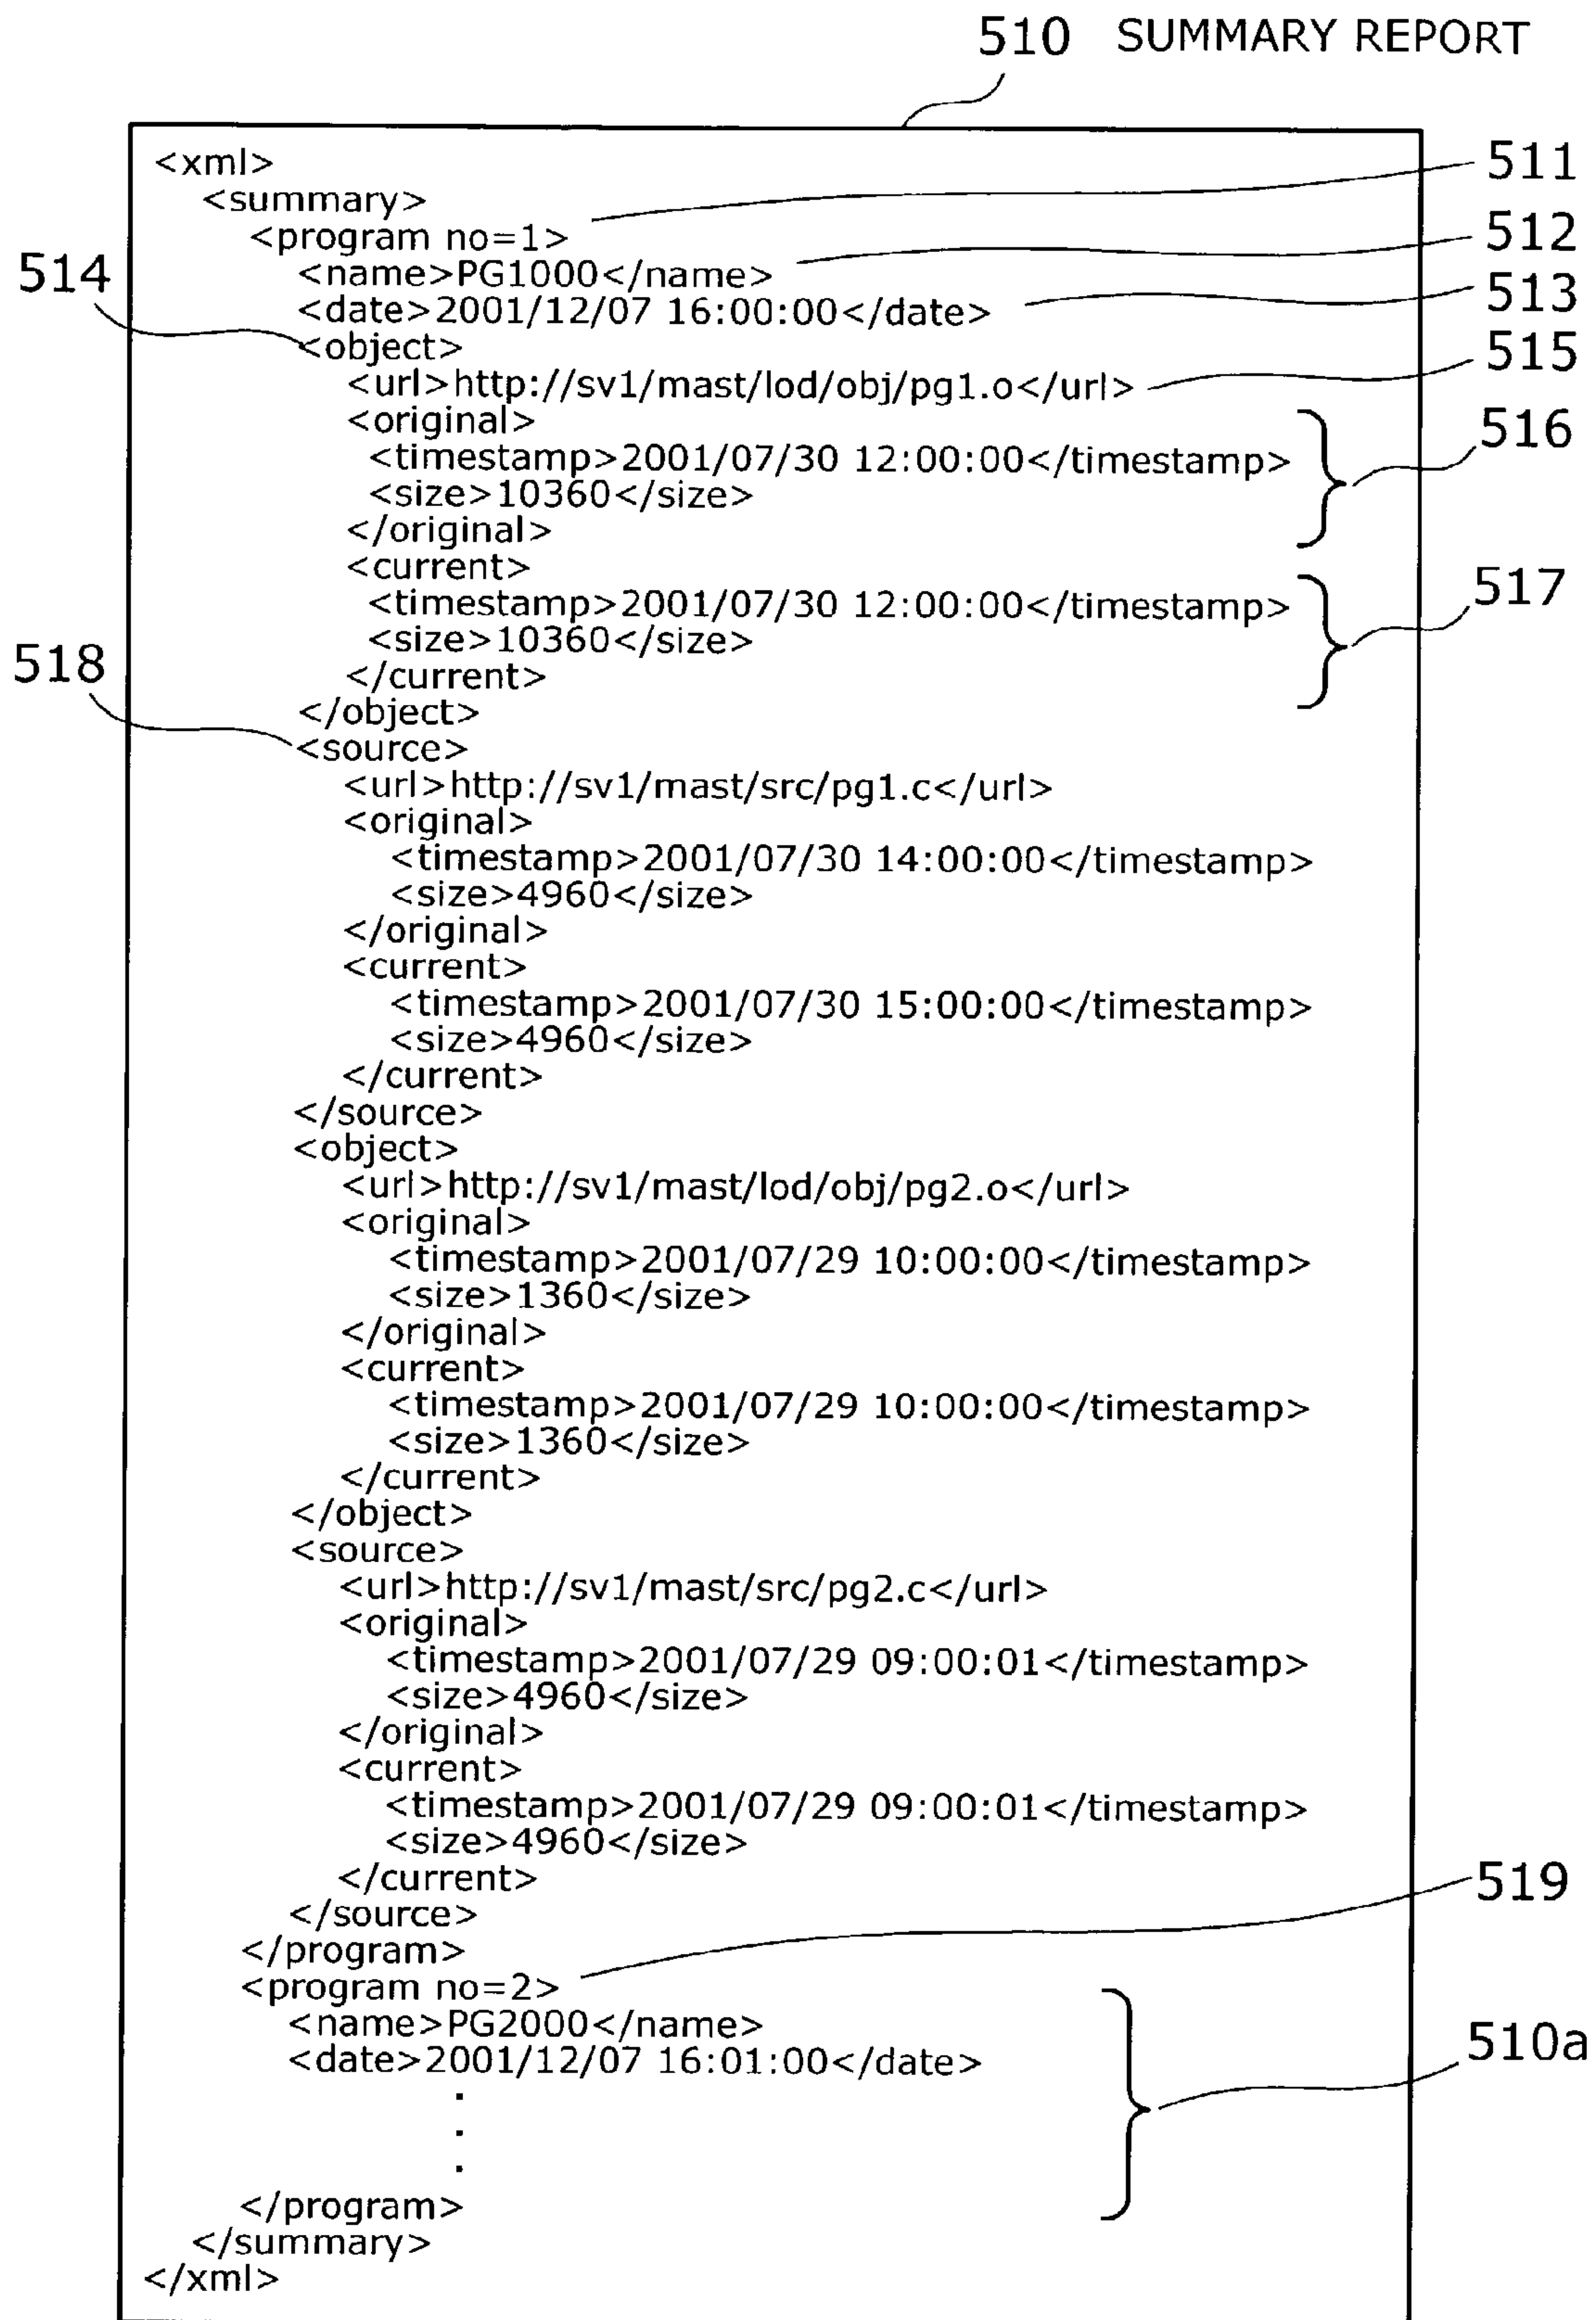 510 SUMMARY REPORT
<xml>
<summary>
511
<program no=1>
512
<name>PG1000</name>
514
513
<date>2001/12/07 16:00:00</date>
<object>
515
<url>http://sv1/mast/lod/obj/pg1.o</url>
<original>
516
<timestamp>2001/07/30 12:00:00</timestamp>
<size>10360</size>
</original>
<current>
517
<timestamp>2001/07/30 12:00:00</timestamp>
<size>10360</size>
518
</current>
</object>
<source>
<url>http://sv1/mast/src/pg1.c</url>
<original>
<timestamp>2001/07/30 14:00:00</timestamp>
<size>4960</size>
</original>
<current>
<timestamp>2001/07/30 15:00:00</timestamp>
<size>4960</size>
</current>
</source>
<object>
<url>http://sv1/mast/lod/obj/pg2.o</url>
<original>
<timestamp>2001/07/29 10:00:00</timestamp>
<size>1360</size>
</original>
<current>
<timestamp>2001/07/29 10:00:00</timestamp>
<size>1360</size>
</current>
</object>
<source>
<url>http://sv1/mast/src/pg2.c</url>
<original>
<timestamp>2001/07/29 09:00:01</timestamp>
<size>4960</size>
</original>
<current>
<timestamp>2001/07/29 09:00:01</timestamp>
<size>4960</size>
</current>
519
</source>
</program>
<program no=2>
<name>PG2000</name>
510a
<date>2001/12/07 16:01:00</date>
.
.
.
</program>
</summary>
</xml>